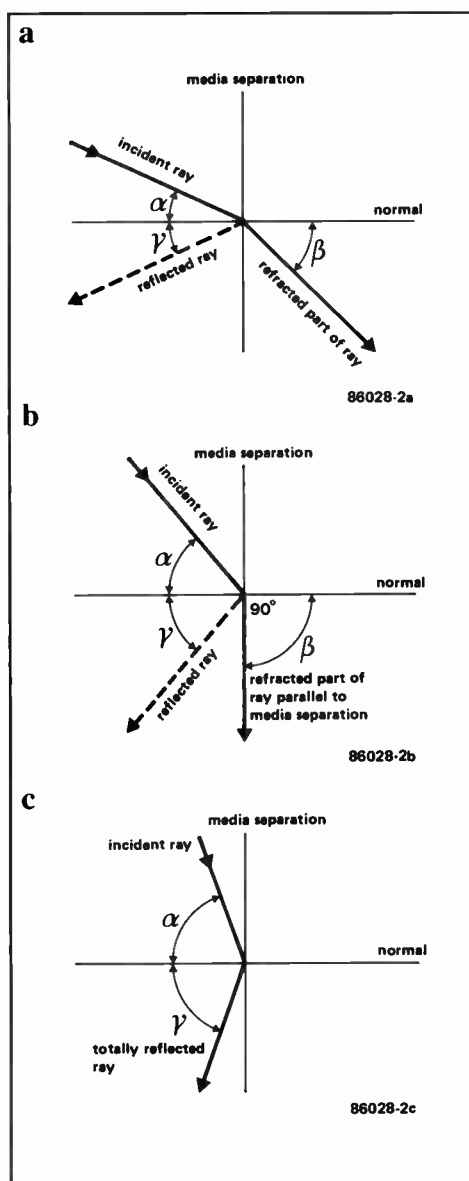 a
media separation
incident ray
α
normal
γ
β
reflected ray
refracted part of ray
86028-2a
b
media separation
incident ray
α
normal
90°
γ
β
reflected ray
refracted part of
ray parallel to
media separation
86028-2b
c
media separation
incident ray
α
normal
γ
totally reflected
ray
86028-2c